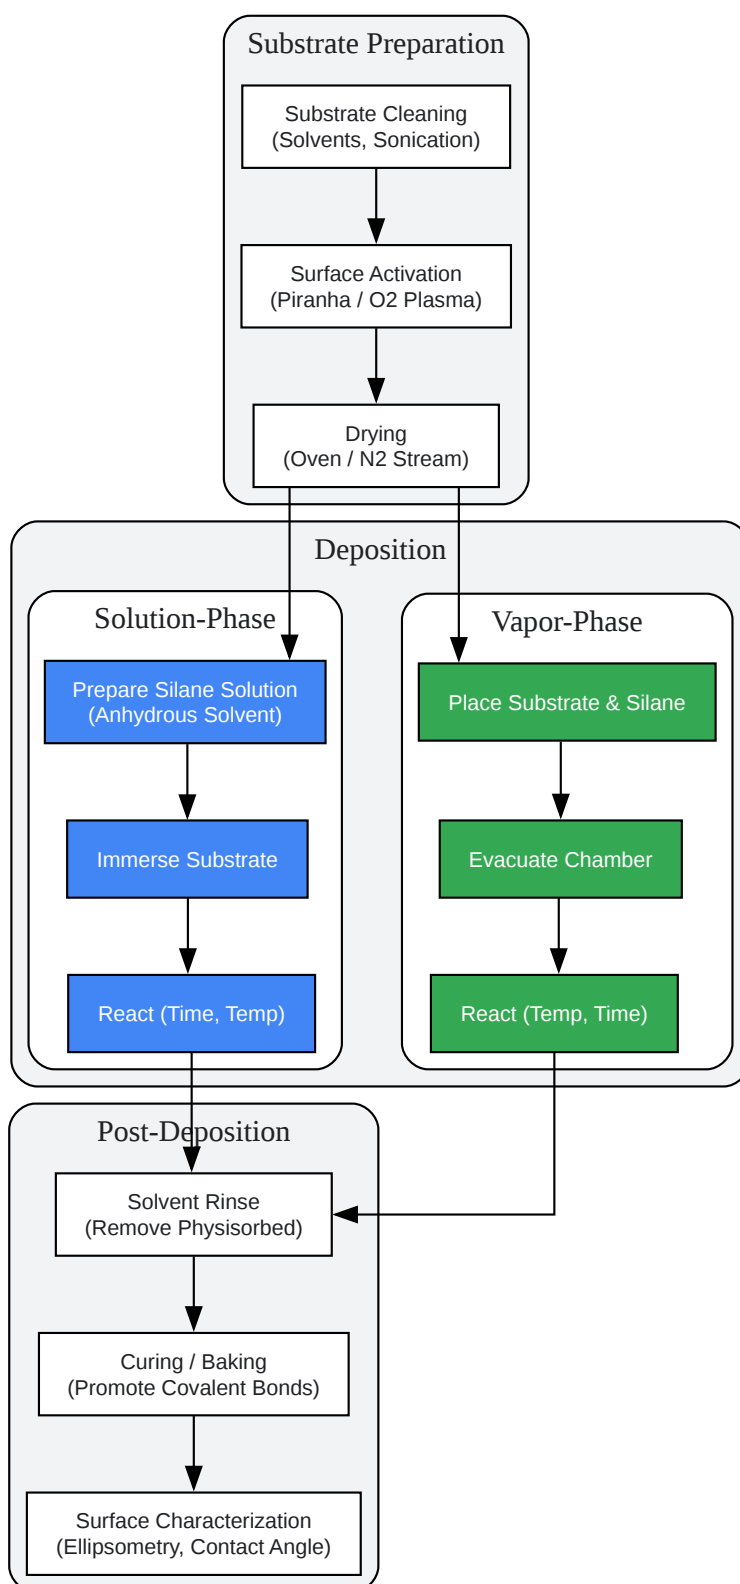 Substrate Preparation
Substrate Cleaning
(Solvents, Sonication)
Surface Activation
(Piranha / O2 Plasma)
Drying
(Oven / N2 Stream)
Deposition
Solution-Phase
Prepare Silane Solution
(Anhydrous Solvent)
Immerse Substrate
React (Time, Temp)
Vapor-Phase
Place Substrate & Silane
Evacuate Chamber
React (Temp, Time)
Post-Deposition
Solvent Rinse
(Remove Physisorbed)
Curing / Baking
(Promote Covalent Bonds)
Surface Characterization
(Ellipsometry, Contact Angle)